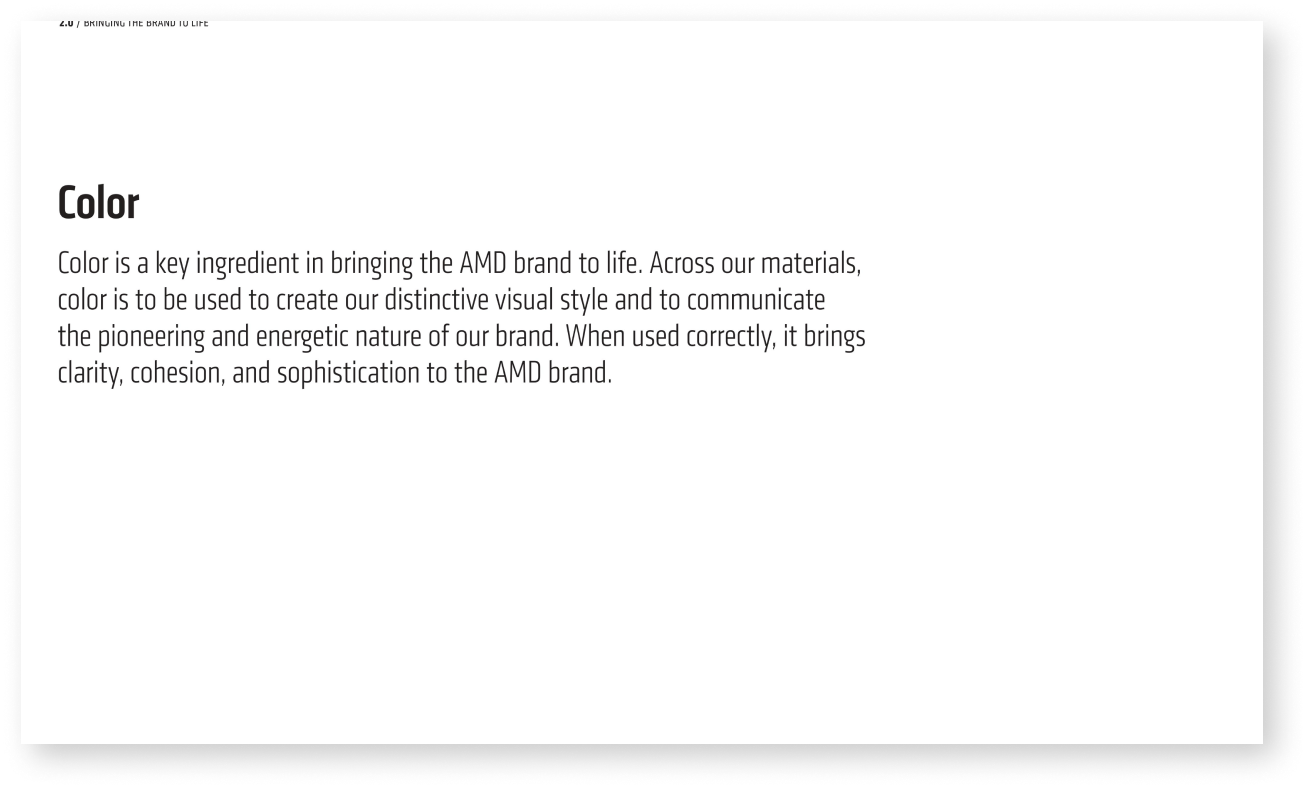 2.0 / BRINGING THE BRAND TO LIFE
Color
Color is a key ingredient in bringing the AMD brand to life. Across our materials,
color is to be used to create our distinctive visual style and to communicate
the pioneering and energetic nature of our brand. When used correctly, it brings
clarity, cohesion, and sophistication to the AMD brand.